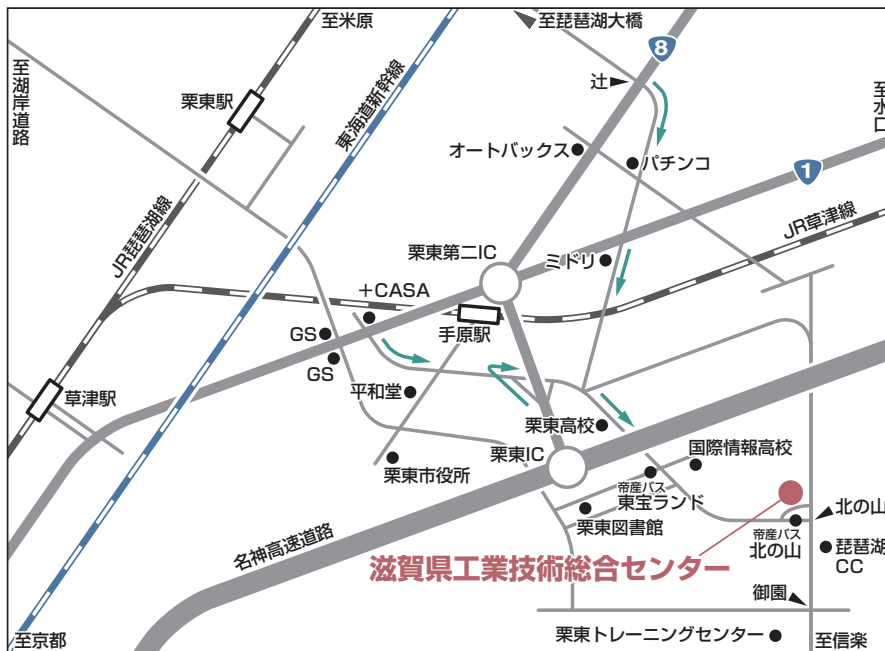 至米原
至琵琶湖大橋
8
至湖岸道路
栗東駅
東海道新幹線
辻
至水口
オートバックス
パチンコ
1
JR琵琶湖線
JR草津線
栗東第二IC
ミドリ
+CASA
GS
手原駅
GS
草津駅
平和堂
栗東高校
栗東IC
国際情報高校
栗東市役所
帝産バス
東宝ランド
栗東図書館
北の山
帝産バス
北の山
琵琶湖
CC
名神高速道路
滋賀県工業技術総合センター
御園
至京都
栗東トレーニングセンター
至信楽